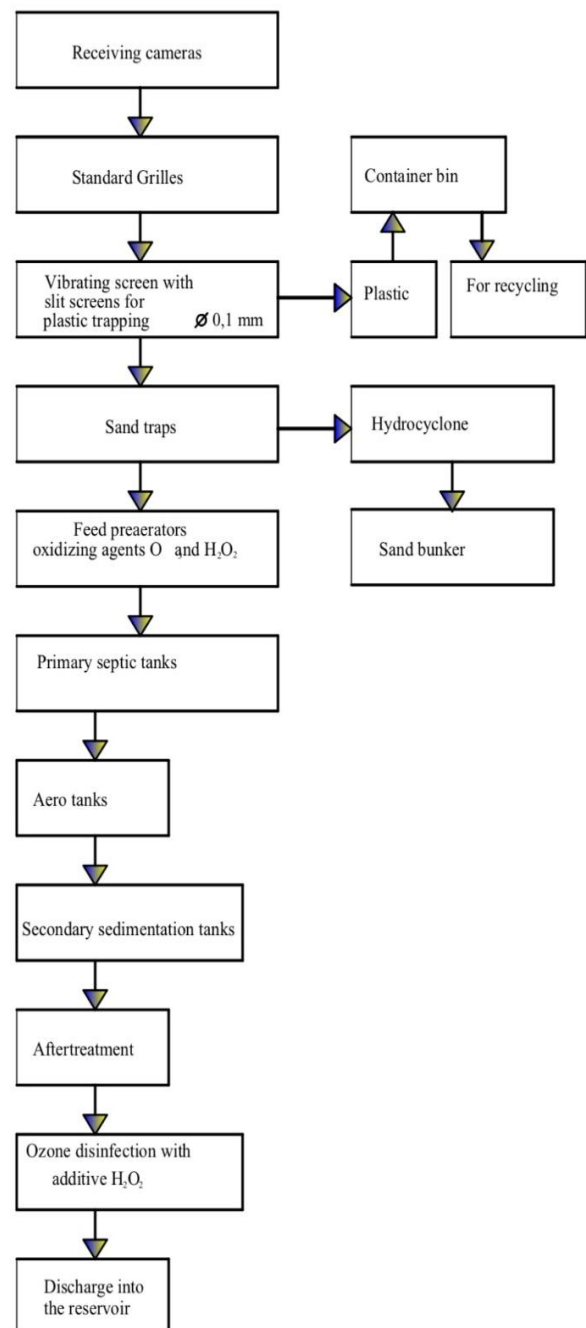 Receiving cameras
Standard Grilles
Container bin
Vibrating screen with
slit screens for
plastic trapping Ø 0,1 mm
Plastic
For recycling
Sand traps
Hydrocyclone
Feed preaerators
oxidizing agents O₃ and H₂O₂
Sand bunker
Primary septic tanks
Aero tanks
Secondary sedimentation tanks
Aftertreatment
Ozone disinfection with
additive H₂O₂
Discharge into
the reservoir